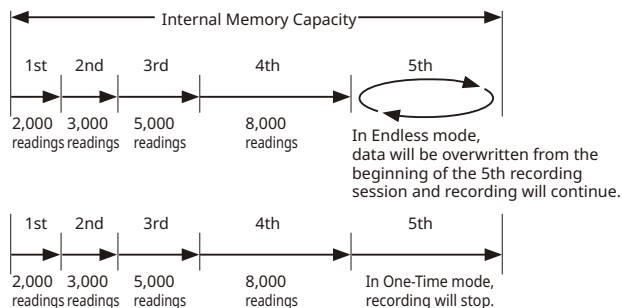 Internal Memory Capacity
1st 2nd 3rd 4th 5th
2,000 3,000 5,000 8,000
readings readings readings readings
In Endless mode,
data will be overwritten from the
beginning of the 5th recording
session and recording will continue.
1st 2nd 3rd 4th 5th
2,000 3,000 5,000 8,000 In One-Time mode,
readings readings readings readings recording will stop.